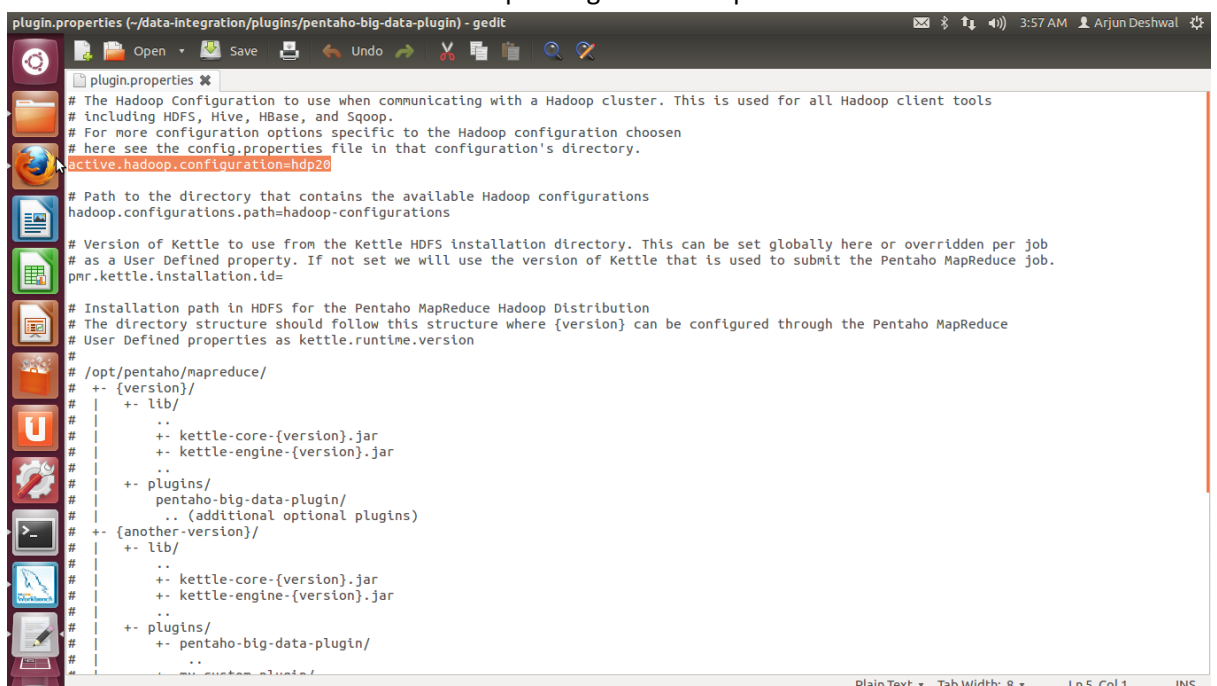 plugin.properties (~/data-integration/plugins/pentaho-big-data-plugin) - gedit
3:57 AM Arjun Deshwal
Open Save Undo
plugin.properties
# The Hadoop Configuration to use when communicating with a Hadoop cluster. This is used for all Hadoop client tools
# including HDFS, Hive, HBase, and Sqoop.
# For more configuration options specific to the Hadoop configuration choosen
# here see the config.properties file in that configuration's directory.
active.hadoop.configuration=hdp20
# Path to the directory that contains the available Hadoop configurations
hadoop.configurations.path=hadoop-configurations
# Version of Kettle to use from the Kettle HDFS installation directory. This can be set globally here or overridden per job
# as a User Defined property. If not set we will use the version of Kettle that is used to submit the Pentaho MapReduce job.
pmr.kettle.installation.id=
# Installation path in HDFS for the Pentaho MapReduce Hadoop Distribution
# The directory structure should follow this structure where {version} can be configured through the Pentaho MapReduce
# User Defined properties as kettle.runtime.version
#
# /opt/pentaho/mapreduce/
#  +- {version}/
#  |   +- lib/
#  |       ..
#  |       +- kettle-core-{version}.jar
#  |       +- kettle-engine-{version}.jar
#  |       ..
#  |   +- plugins/
#  |       pentaho-big-data-plugin/
#  |        .. (additional optional plugins)
#  +- {another-version}/
#  |   +- lib/
#  |       ..
#  |       +- kettle-core-{version}.jar
#  |       +- kettle-engine-{version}.jar
#  |       ..
#  |   +- plugins/
#  |       +- pentaho-big-data-plugin/
#  |           ..
Plain Text Tab Width: 8 Ln 5, Col 1 INS